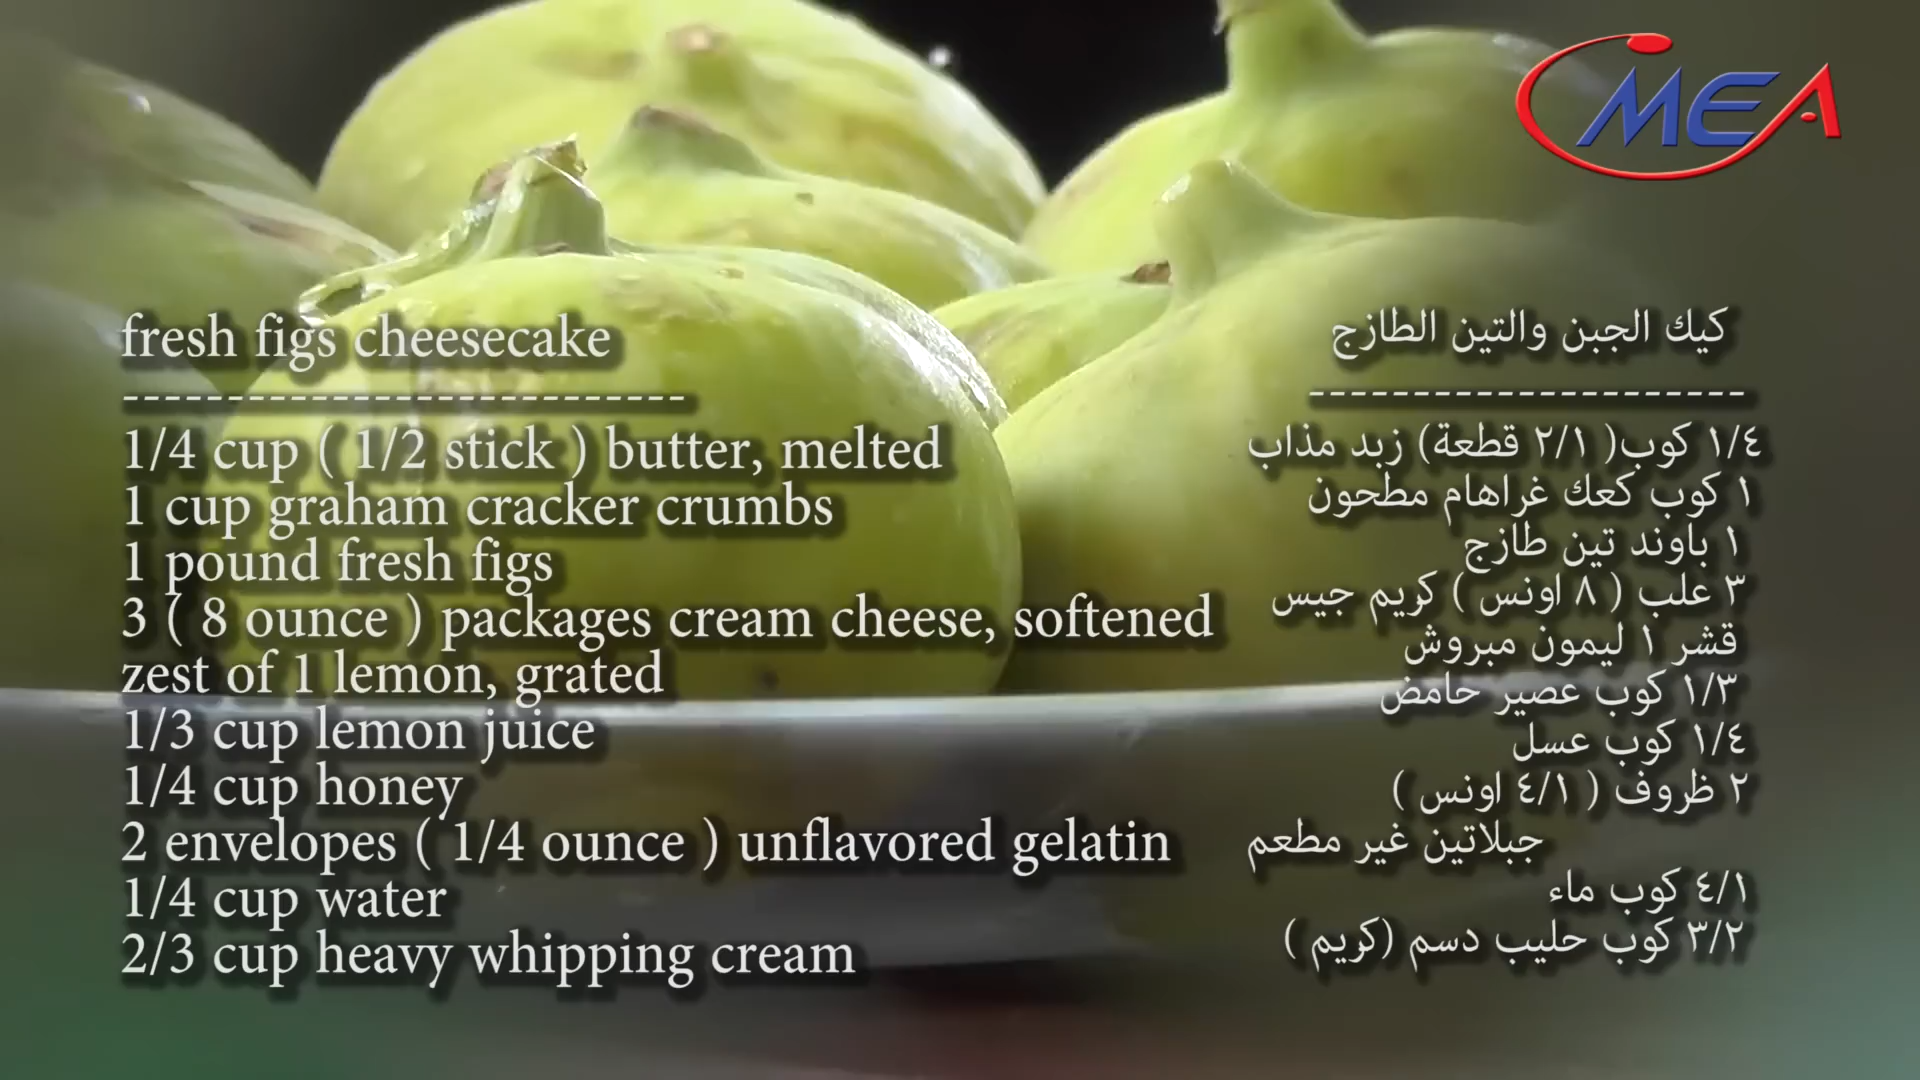 MEA
fresh figs cheesecake
---------------------------
1/4 cup ( 1/2 stick ) butter, melted
1 cup graham cracker crumbs
1 pound fresh figs
3 ( 8 ounce ) packages cream cheese, softened
zest of 1 lemon, grated
1/3 cup lemon juice
1/4 cup honey
2 envelopes ( 1/4 ounce ) unflavored gelatin
1/4 cup water
2/3 cup heavy whipping cream
كيك الجبن والتين الطازج
---------------------
١/٤ كوب( ٢/١ قطعة) زبد مذاب
١ كوب كعك غراهام مطحون
١ باوند تين طازج
٣ علب ( ٨ اونس ) كريم جيس
قشر ١ ليمون مبروش
١/٣ كوب عصير حامض
١/٤ كوب عسل
٢ ظروف ( ٤/١ اونس )
جبلاتين غير مطعم
٤/١ كوب ماء
٣/٢ كوب حليب دسم (كريم )